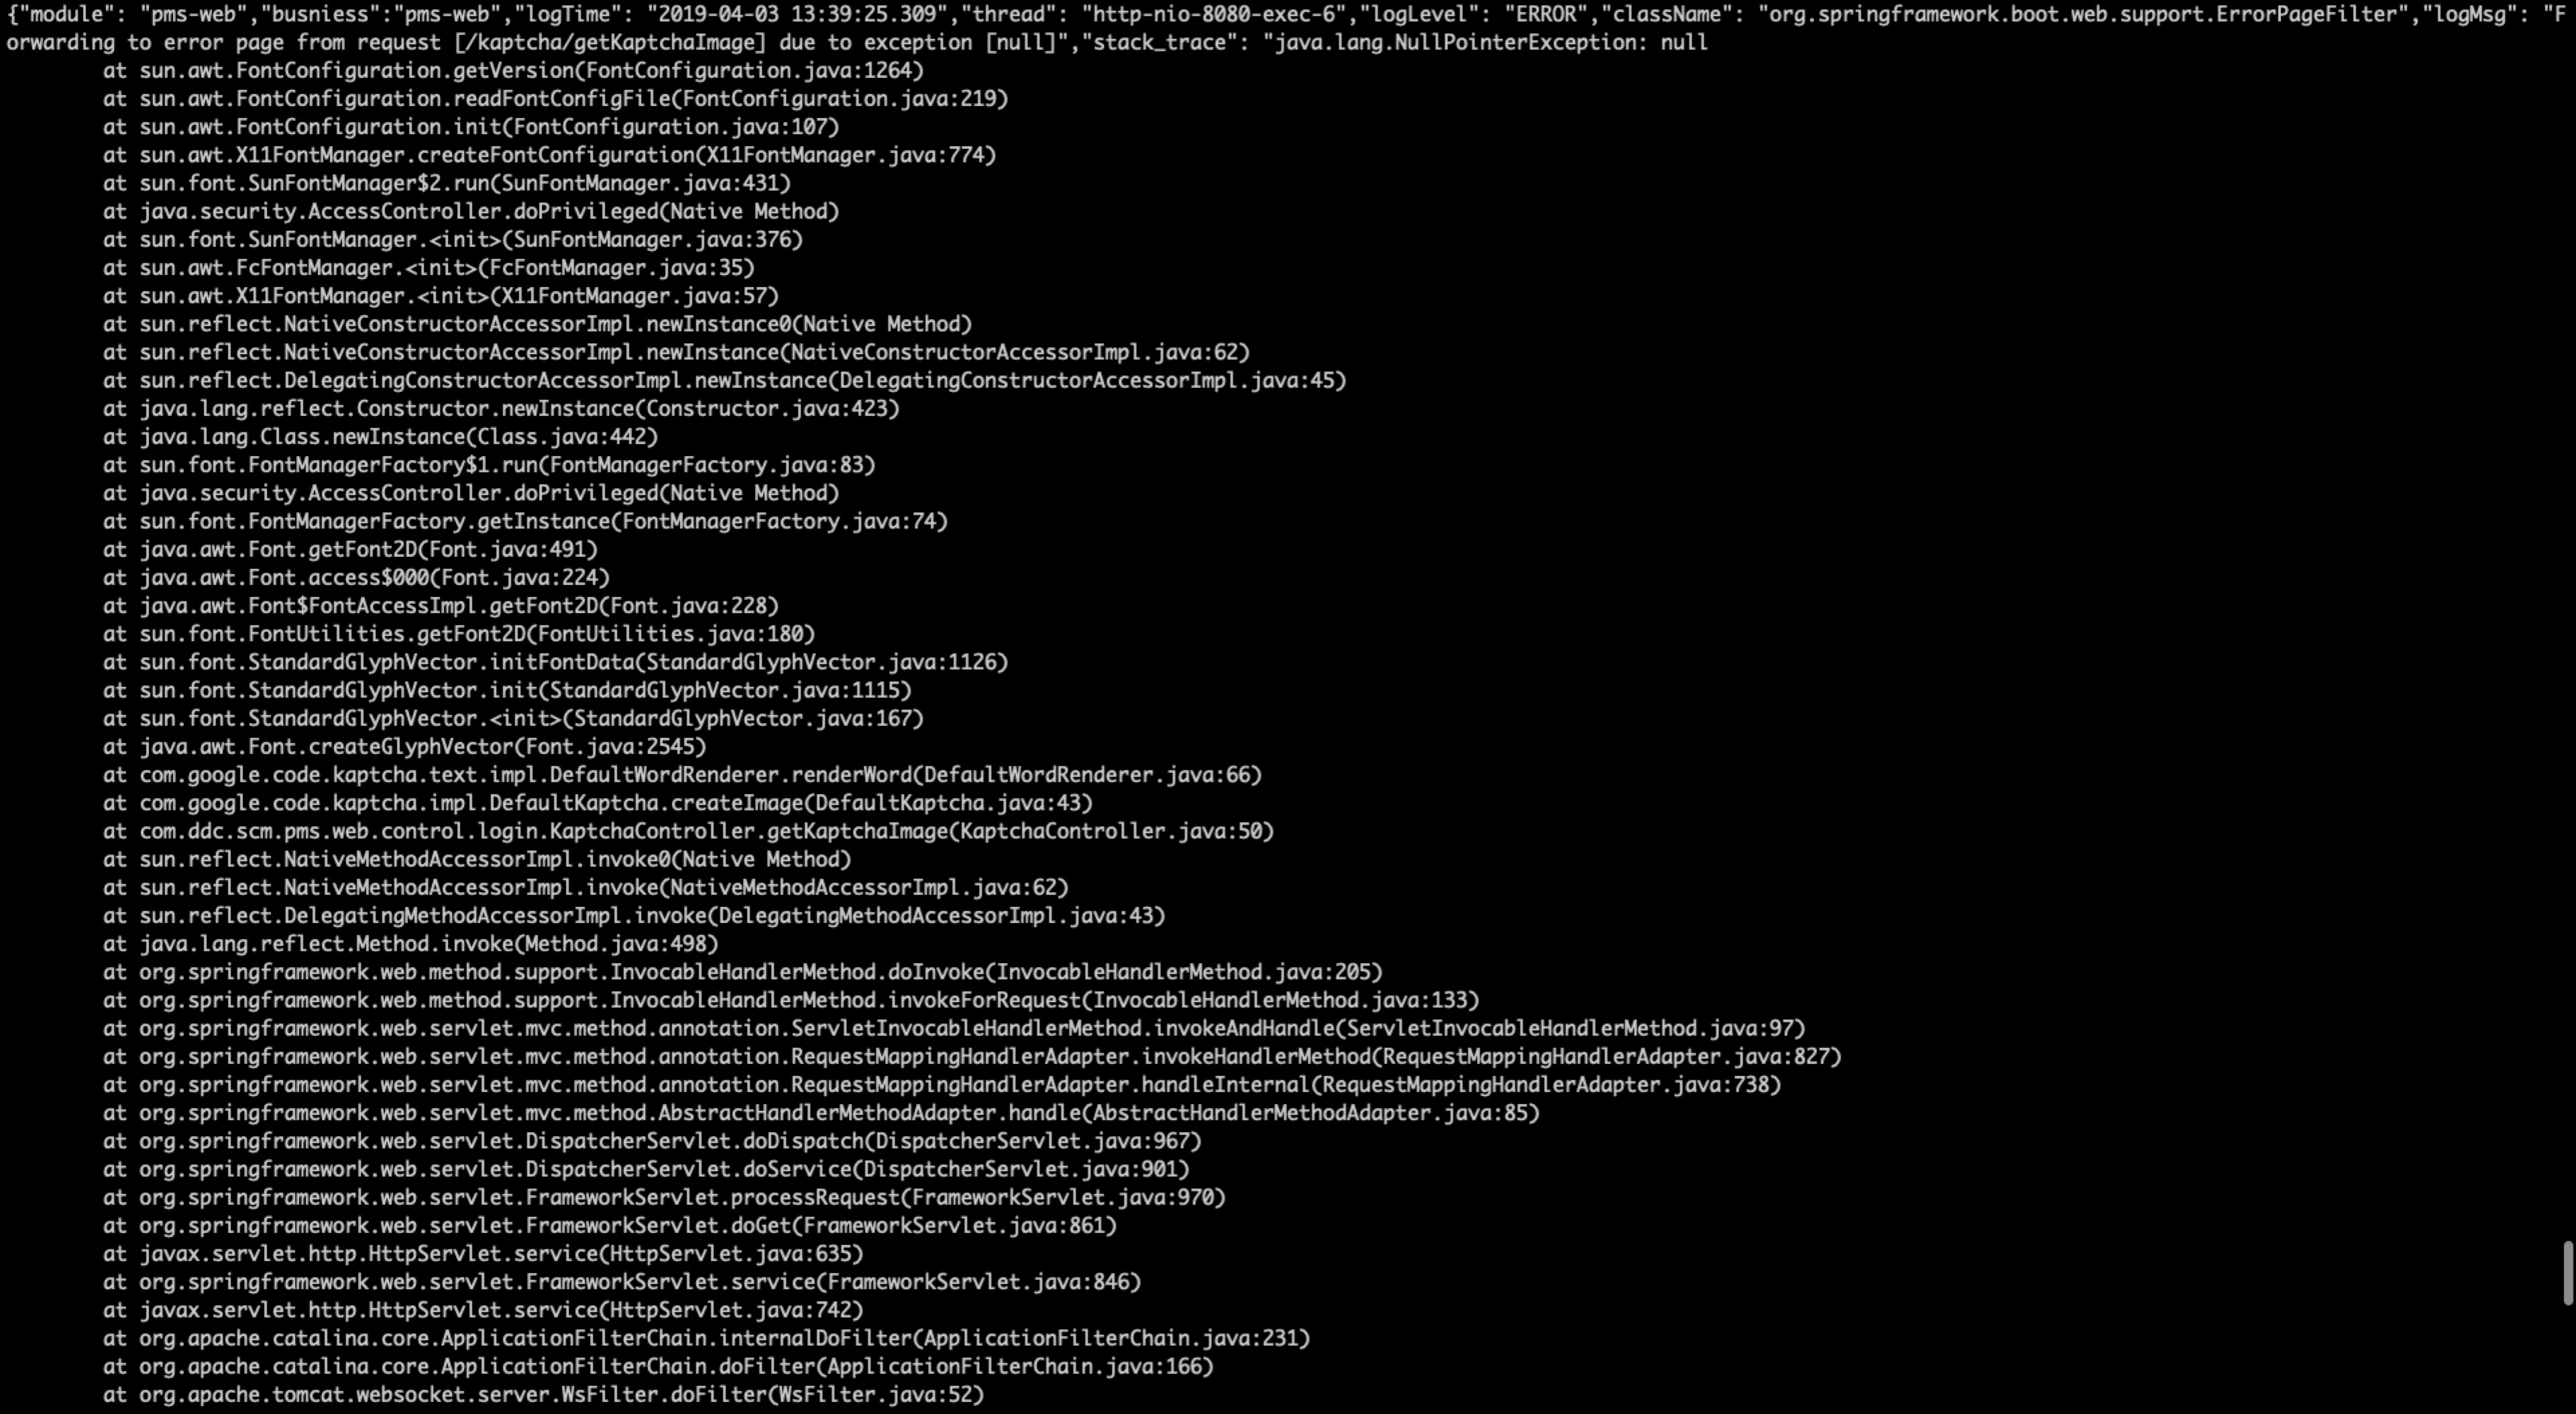 {"module": "pms-web","busniess":"pms-web","logTime": "2019-04-03 13:39:25.309","thread": "http-nio-8080-exec-6","logLevel": "ERROR","className": "org.springframework.boot.web.support.ErrorPageFilter","logMsg": "F
orwarding to error page from request [/kaptcha/getKaptchaImage] due to exception [null]","stack_trace": "java.lang.NullPointerException: null
at sun.awt.FontConfiguration.getVersion(FontConfiguration.java:1264)
at sun.awt.FontConfiguration.readFontConfigFile(FontConfiguration.java:219)
at sun.awt.FontConfiguration.init(FontConfiguration.java:107)
at sun.awt.X11FontManager.createFontConfiguration(X11FontManager.java:774)
at sun.font.SunFontManager$2.run(SunFontManager.java:431)
at java.security.AccessController.doPrivileged(Native Method)
at sun.font.SunFontManager.<init>(SunFontManager.java:376)
at sun.awt.FcFontManager.<init>(FcFontManager.java:35)
at sun.awt.X11FontManager.<init>(X11FontManager.java:57)
at sun.reflect.NativeConstructorAccessorImpl.newInstance0(Native Method)
at sun.reflect.NativeConstructorAccessorImpl.newInstance(NativeConstructorAccessorImpl.java:62)
at sun.reflect.DelegatingConstructorAccessorImpl.newInstance(DelegatingConstructorAccessorImpl.java:45)
at java.lang.reflect.Constructor.newInstance(Constructor.java:423)
at java.lang.Class.newInstance(Class.java:442)
at sun.font.FontManagerFactory$1.run(FontManagerFactory.java:83)
at java.security.AccessController.doPrivileged(Native Method)
at sun.font.FontManagerFactory.getInstance(FontManagerFactory.java:74)
at java.awt.Font.getFont2D(Font.java:491)
at java.awt.Font.access$000(Font.java:224)
at java.awt.Font$FontAccessImpl.getFont2D(Font.java:228)
at sun.font.FontUtilities.getFont2D(FontUtilities.java:180)
at sun.font.StandardGlyphVector.initFontData(StandardGlyphVector.java:1126)
at sun.font.StandardGlyphVector.init(StandardGlyphVector.java:1115)
at sun.font.StandardGlyphVector.<init>(StandardGlyphVector.java:167)
at java.awt.Font.createGlyphVector(Font.java:2545)
at com.google.code.kaptcha.text.impl.DefaultWordRenderer.renderWord(DefaultWordRenderer.java:66)
at com.google.code.kaptcha.impl.DefaultKaptcha.createImage(DefaultKaptcha.java:43)
at com.ddc.scm.pms.web.control.login.KaptchaController.getKaptchaImage(KaptchaController.java:50)
at sun.reflect.NativeMethodAccessorImpl.invoke0(Native Method)
at sun.reflect.NativeMethodAccessorImpl.invoke(NativeMethodAccessorImpl.java:62)
at sun.reflect.DelegatingMethodAccessorImpl.invoke(DelegatingMethodAccessorImpl.java:43)
at java.lang.reflect.Method.invoke(Method.java:498)
at org.springframework.web.method.support.InvocableHandlerMethod.doInvoke(InvocableHandlerMethod.java:205)
at org.springframework.web.method.support.InvocableHandlerMethod.invokeForRequest(InvocableHandlerMethod.java:133)
at org.springframework.web.servlet.mvc.method.annotation.ServletInvocableHandlerMethod.invokeAndHandle(ServletInvocableHandlerMethod.java:97)
at org.springframework.web.servlet.mvc.method.annotation.RequestMappingHandlerAdapter.invokeHandlerMethod(RequestMappingHandlerAdapter.java:827)
at org.springframework.web.servlet.mvc.method.annotation.RequestMappingHandlerAdapter.handleInternal(RequestMappingHandlerAdapter.java:738)
at org.springframework.web.servlet.mvc.method.AbstractHandlerMethodAdapter.handle(AbstractHandlerMethodAdapter.java:85)
at org.springframework.web.servlet.DispatcherServlet.doDispatch(DispatcherServlet.java:967)
at org.springframework.web.servlet.DispatcherServlet.doService(DispatcherServlet.java:901)
at org.springframework.web.servlet.FrameworkServlet.processRequest(FrameworkServlet.java:970)
at org.springframework.web.servlet.FrameworkServlet.doGet(FrameworkServlet.java:861)
at javax.servlet.http.HttpServlet.service(HttpServlet.java:635)
at org.springframework.web.servlet.FrameworkServlet.service(FrameworkServlet.java:846)
at javax.servlet.http.HttpServlet.service(HttpServlet.java:742)
at org.apache.catalina.core.ApplicationFilterChain.internalDoFilter(ApplicationFilterChain.java:231)
at org.apache.catalina.core.ApplicationFilterChain.doFilter(ApplicationFilterChain.java:166)
at org.apache.tomcat.websocket.server.WsFilter.doFilter(WsFilter.java:52)